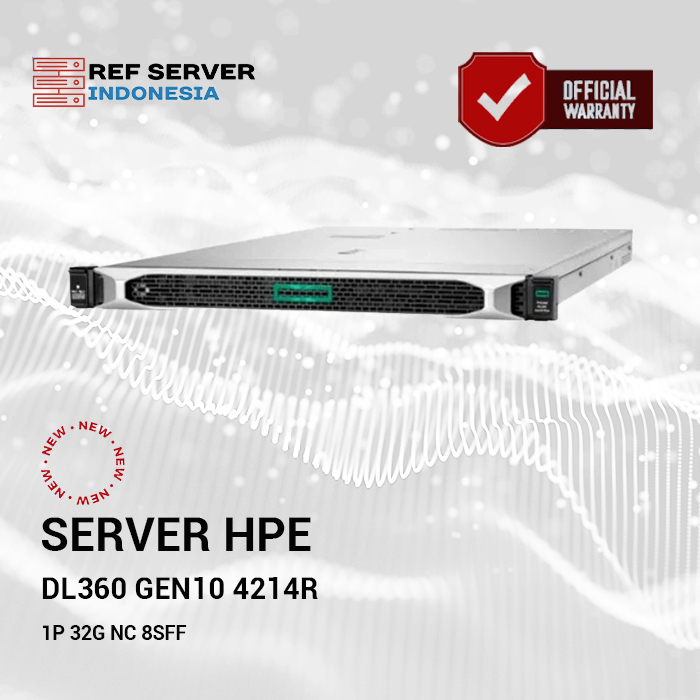 REF SERVER
INDONESIA
OFFICIAL
WARRANTY
NEW • NEW • NEW • NEW • NEW •
SERVER HPE
DL360 GEN10 4214R
1P 32G NC 8SFF